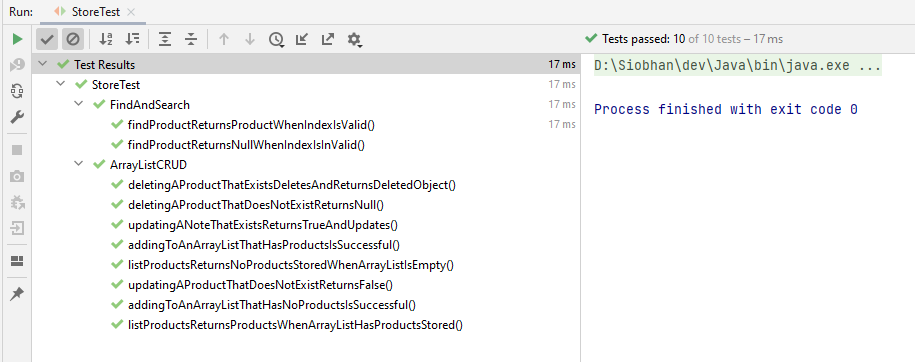 Run: StoreTest
Tests passed: 10 of 10 tests – 17 ms
Test Results 17 ms
StoreTest 17 ms
FindAndSearch 17 ms
findProductReturnsProductWhenIndexIsValid() 17 ms
findProductReturnsNullWhenIndexIsInValid()
ArrayListCRUD
deletingAProductThatExistsDeletesAndReturnsDeletedObject()
deletingAProductThatDoesNotExistReturnsNull()
updatingANoteThatExistsReturnsTrueAndUpdates()
addingToAnArrayListThatHasProductsIsSuccessful()
listProductsReturnsNoProductsStoredWhenArrayListIsEmpty()
updatingAProductThatDoesNotExistReturnsFalse()
addingToAnArrayListThatHasNoProductsIsSuccessful()
listProductsReturnsProductsWhenArrayListHasProductsStored()
D:\Siobhan\dev\Java\bin\java.exe ...
Process finished with exit code 0